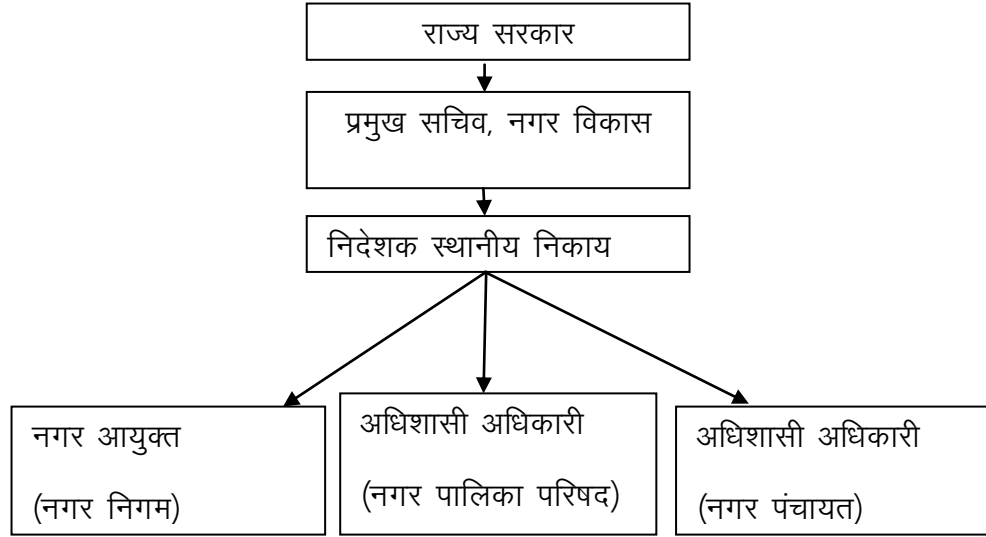 राज्य सरकार
प्रमुख सचिव, नगर विकास
निदेशक स्थानीय निकाय
नगर आयुक्त
(नगर निगम)
अधिशासी अधिकारी
(नगर पालिका परिषद)
अधिशासी अधिकारी
(नगर पंचायत)